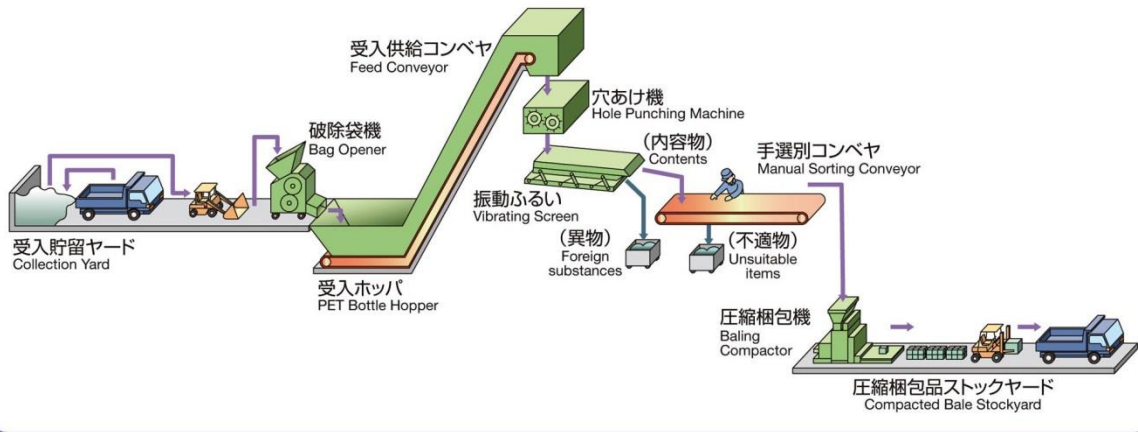 受入供給コンベヤ
Feed Conveyor
穴あけ機
Hole Punching Machine
破除袋機
Bag Opener
(内容物)
Contents
手選別コンベヤ
Manual Sorting Conveyor
振動ふるい
Vibrating Screen
(異物)
Foreign
substances
(不適物)
Unsuitable
items
受入貯留ヤード
Collection Yard
受入ホッパ
PET Bottle Hopper
圧縮梱包機
Baling
Compactor
圧縮梱包品ストックヤード
Compacted Bale Stockyard